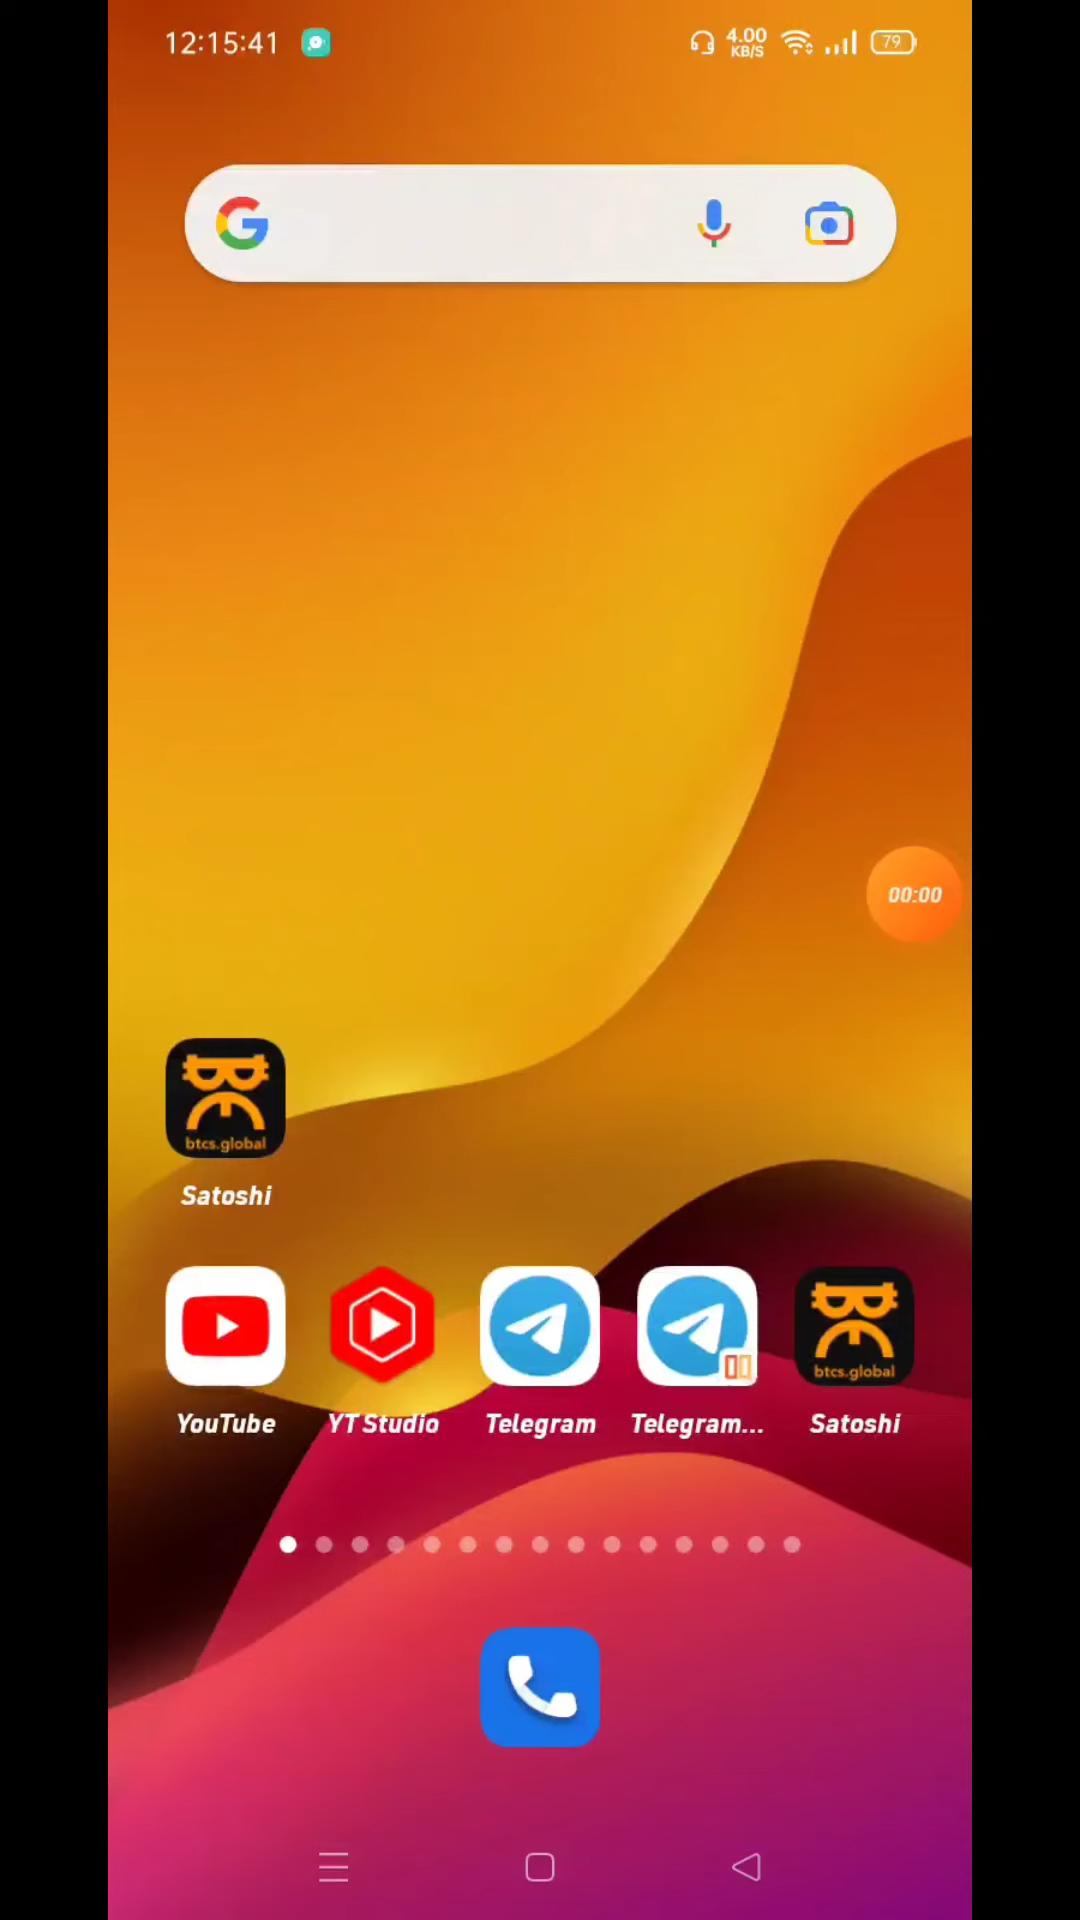 12:15:41
4.00
KB/S
79
00:00
btcs.global
Satoshi
btcs.global
YouTube
YT Studio
Telegram
Telegram...
Satoshi